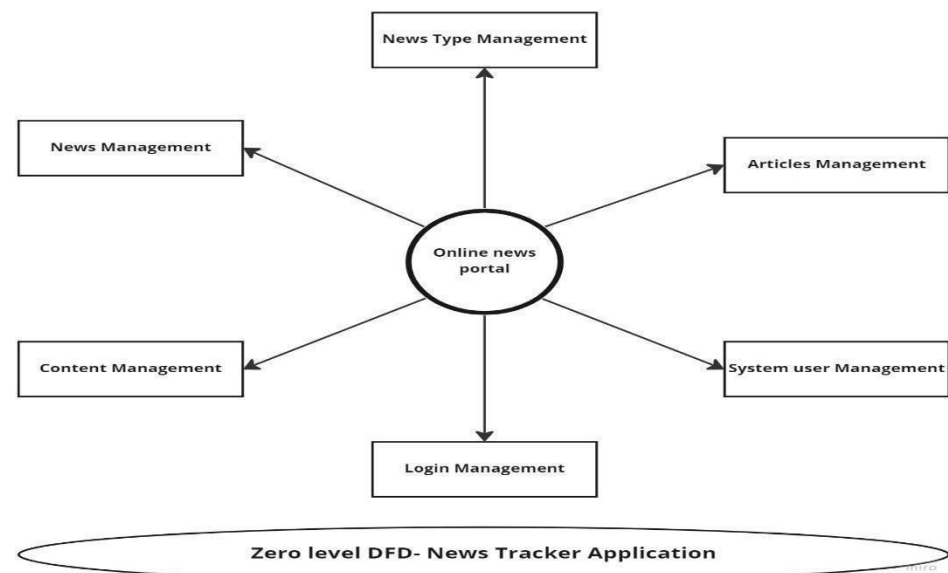 News Type Management
News Management
Articles Management
Online news
portal
Content Management
System user Management
Login Management
Zero level DFD- News Tracker Application
miro